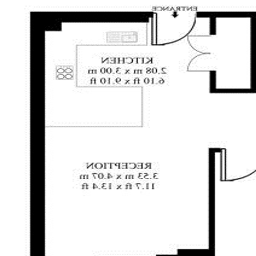 ENTRANCE
KITCHEN
2.08 m x 3.00 m
6.10 ft x 9.10 ft
RECEPTION
3.53 m x 4.07 m
11.7 ft x 13.4 ft